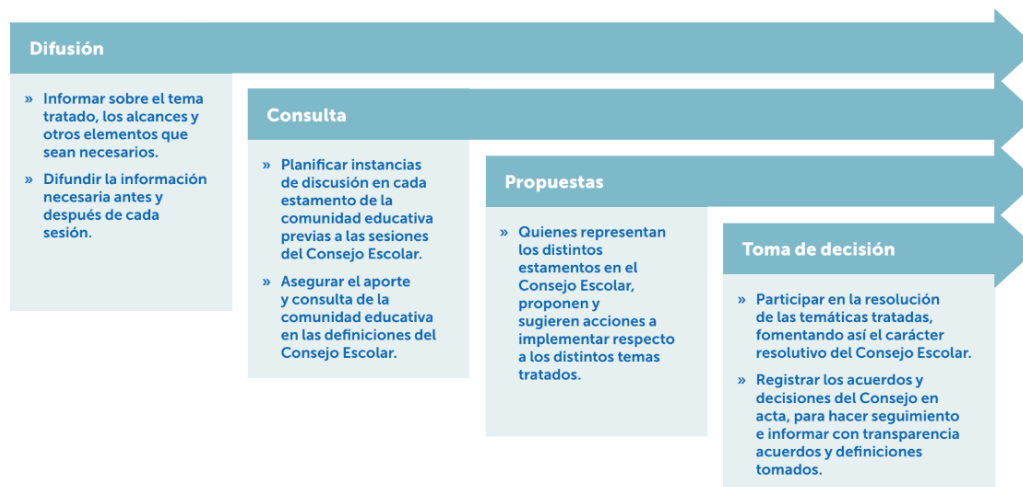 Difusión
» Informar sobre el tema
tratado, los alcances y
otros elementos que
sean necesarios.
» Difundir la información
necesaria antes y
después de cada
sesión.
Consulta
» Planificar instancias
de discusión en cada
estamento de la
comunidad educativa
previas a las sesiones
del Consejo Escolar.
» Asegurar el aporte
y consulta de la
comunidad educativa
en las definiciones del
Consejo Escolar.
Propuestas
» Quienes representan
los distintos
estamentos en el
Consejo Escolar,
proponen y
sugieren acciones a
implementar respecto
a los distintos temas
tratados.
Toma de decisión
» Participar en la resolución
de las temáticas tratadas,
fomentando así el carácter
resolutivo del Consejo Escolar.
» Registrar los acuerdos y
decisiones del Consejo en
acta, para hacer seguimiento
e informar con transparencia
acuerdos y definiciones
tomados.